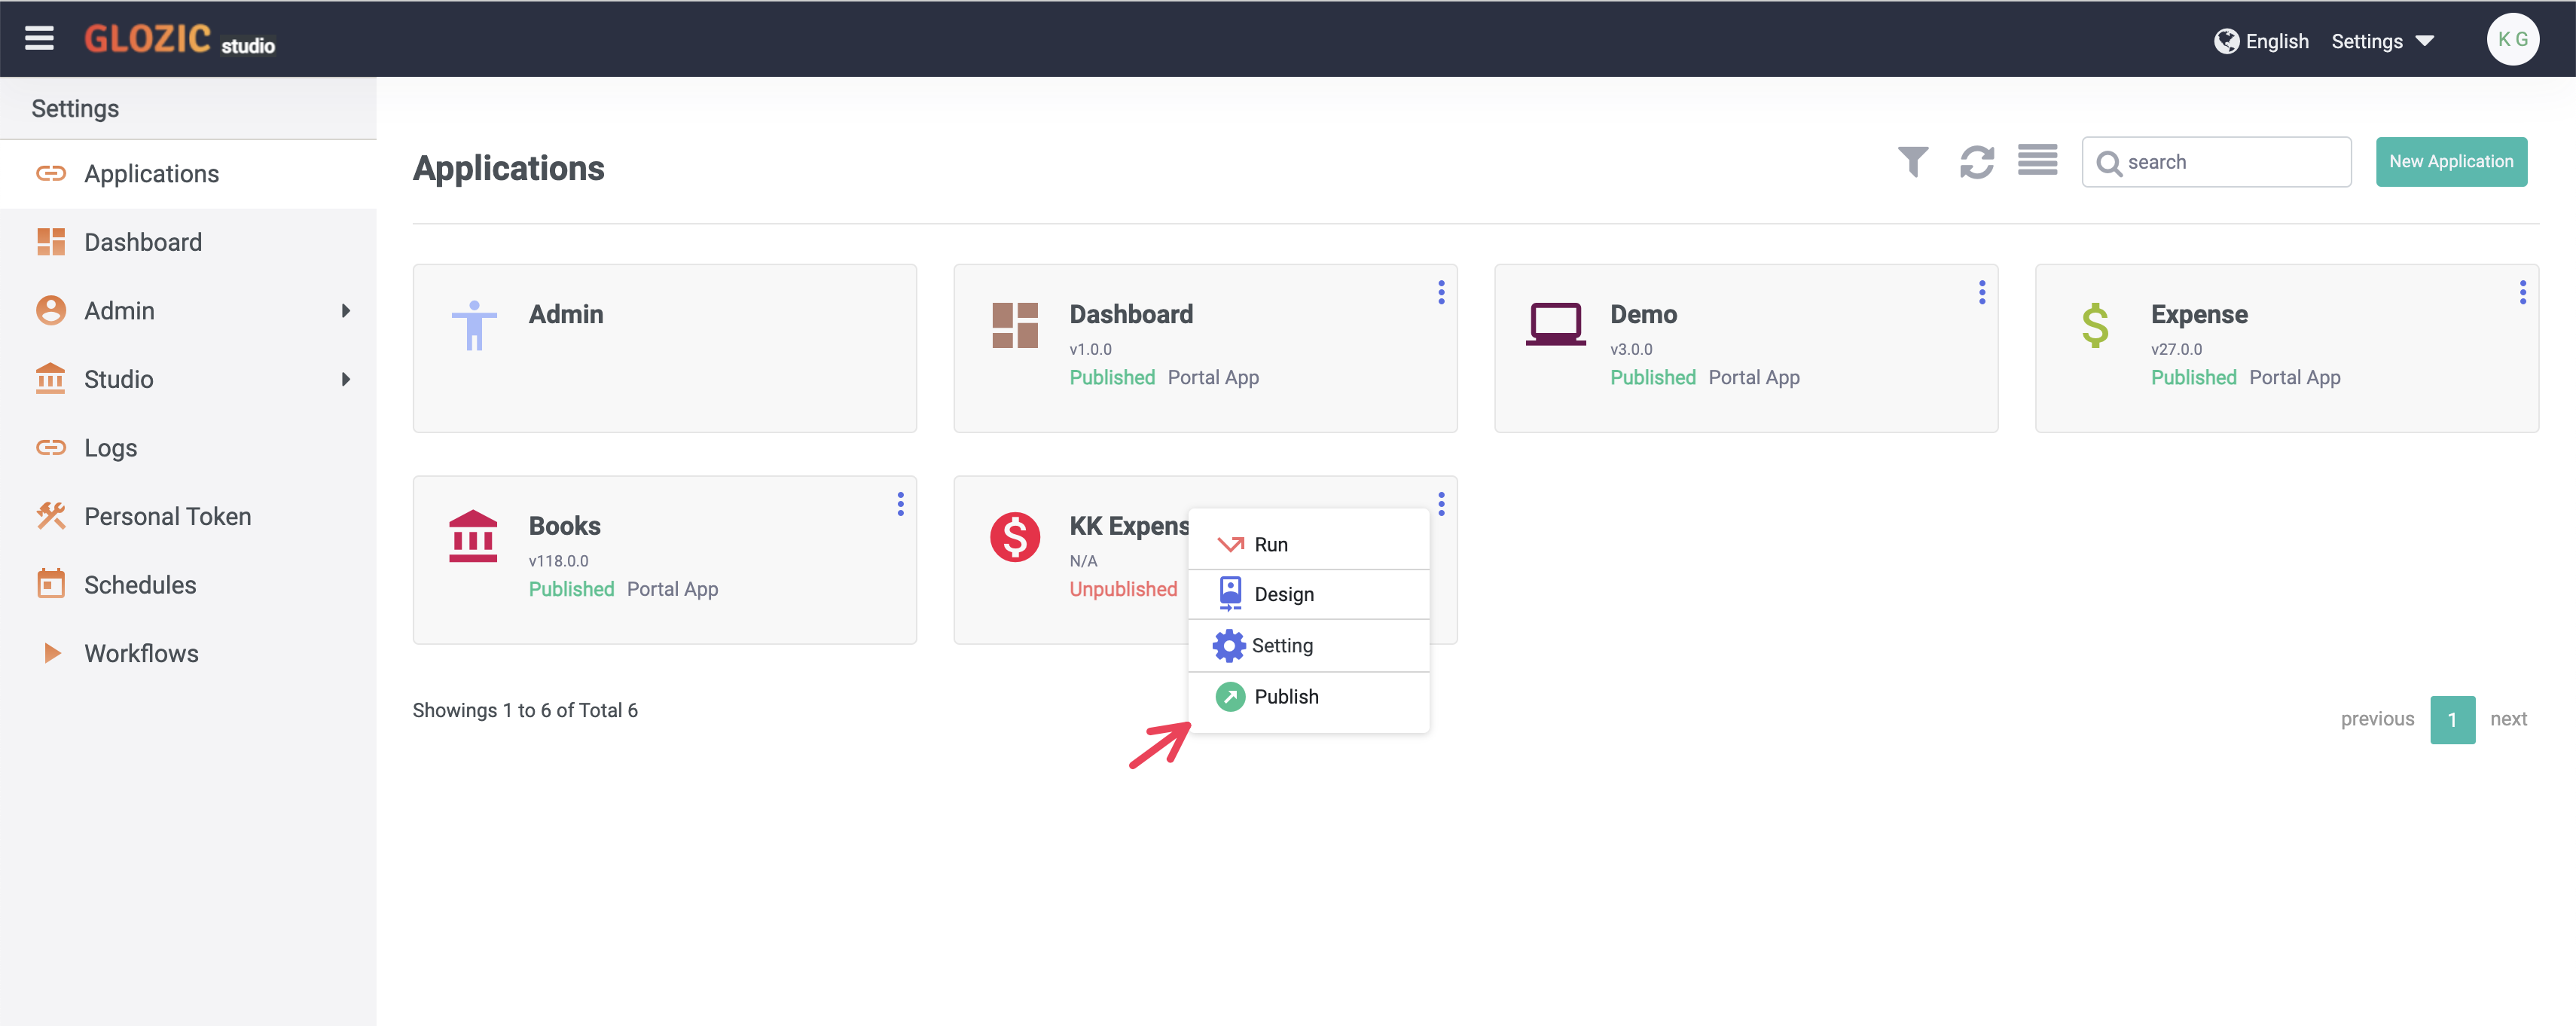 GLOZIC studio
English Settings K G
Settings
Applications
Dashboard
Admin
Studio
Logs
Personal Token
Schedules
Workflows
Applications
search
New Application
Admin
Dashboard
v1.0.0
Published Portal App
Demo
v3.0.0
Published Portal App
Expense
v27.0.0
Published Portal App
Books
v118.0.0
Published Portal App
KK Expens
N/A
Unpublished
Run
Design
Setting
Publish
Showings 1 to 6 of Total 6
previous 1 next